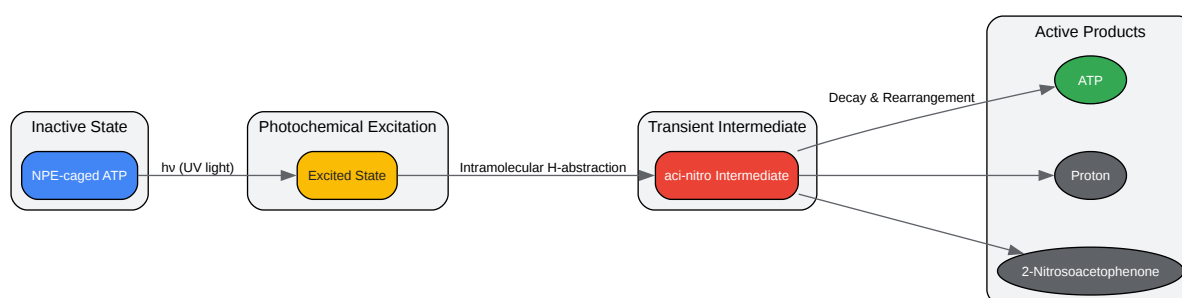 Inactive State
NPE-caged ATP
hν (UV light)
Photochemical Excitation
Excited State
Intramolecular H-abstraction
Transient Intermediate
aci-nitro Intermediate
Decay & Rearrangement
Active Products
ATP
Proton
2-Nitrosoacetophenone